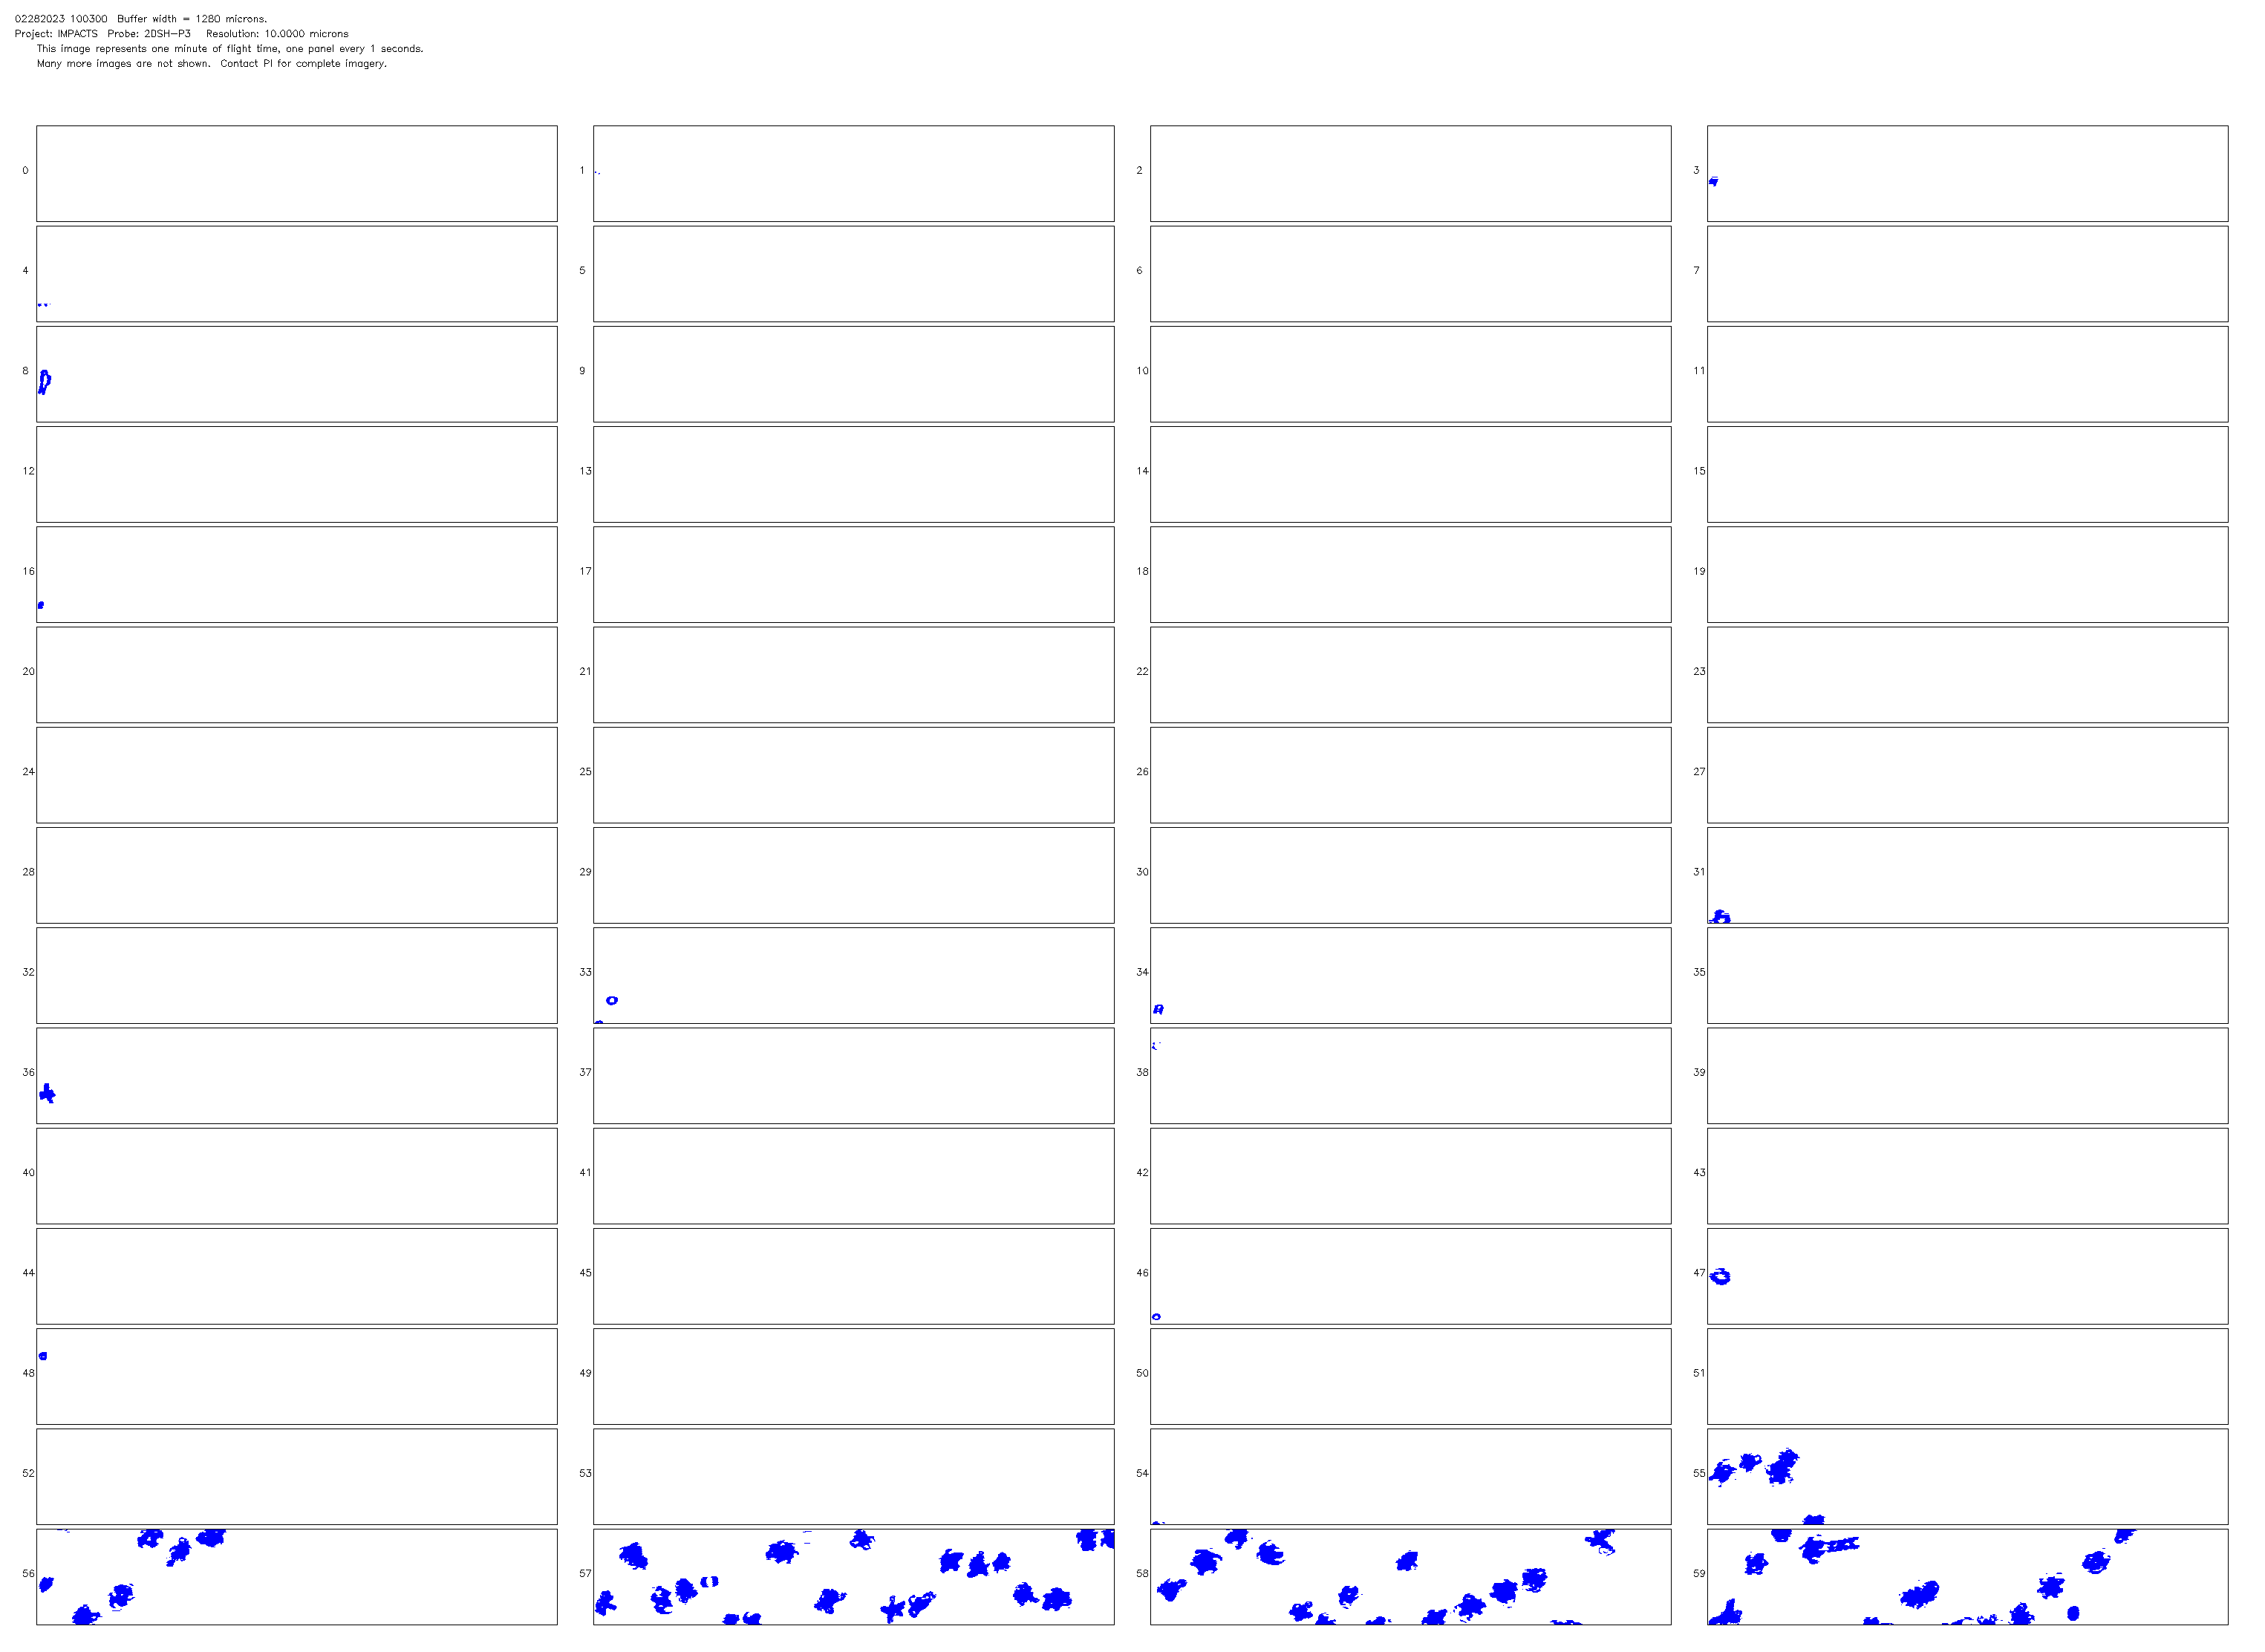 02282023 100300  Buffer width = 1280 microns.
Project: IMPACTS  Probe: 2DSH-P3   Resolution: 10.0000 microns
This image represents one minute of flight time, one panel every 1 seconds.
Many more images are not shown.  Contact PI for complete imagery.
0 1 2 3
4 5 6 7
8 9 10 11
12 13 14 15
16 17 18 19
20 21 22 23
24 25 26 27
28 29 30 31
32 33 34 35
36 37 38 39
40 41 42 43
44 45 46 47
48 49 50 51
52 53 54 55
56 57 58 59